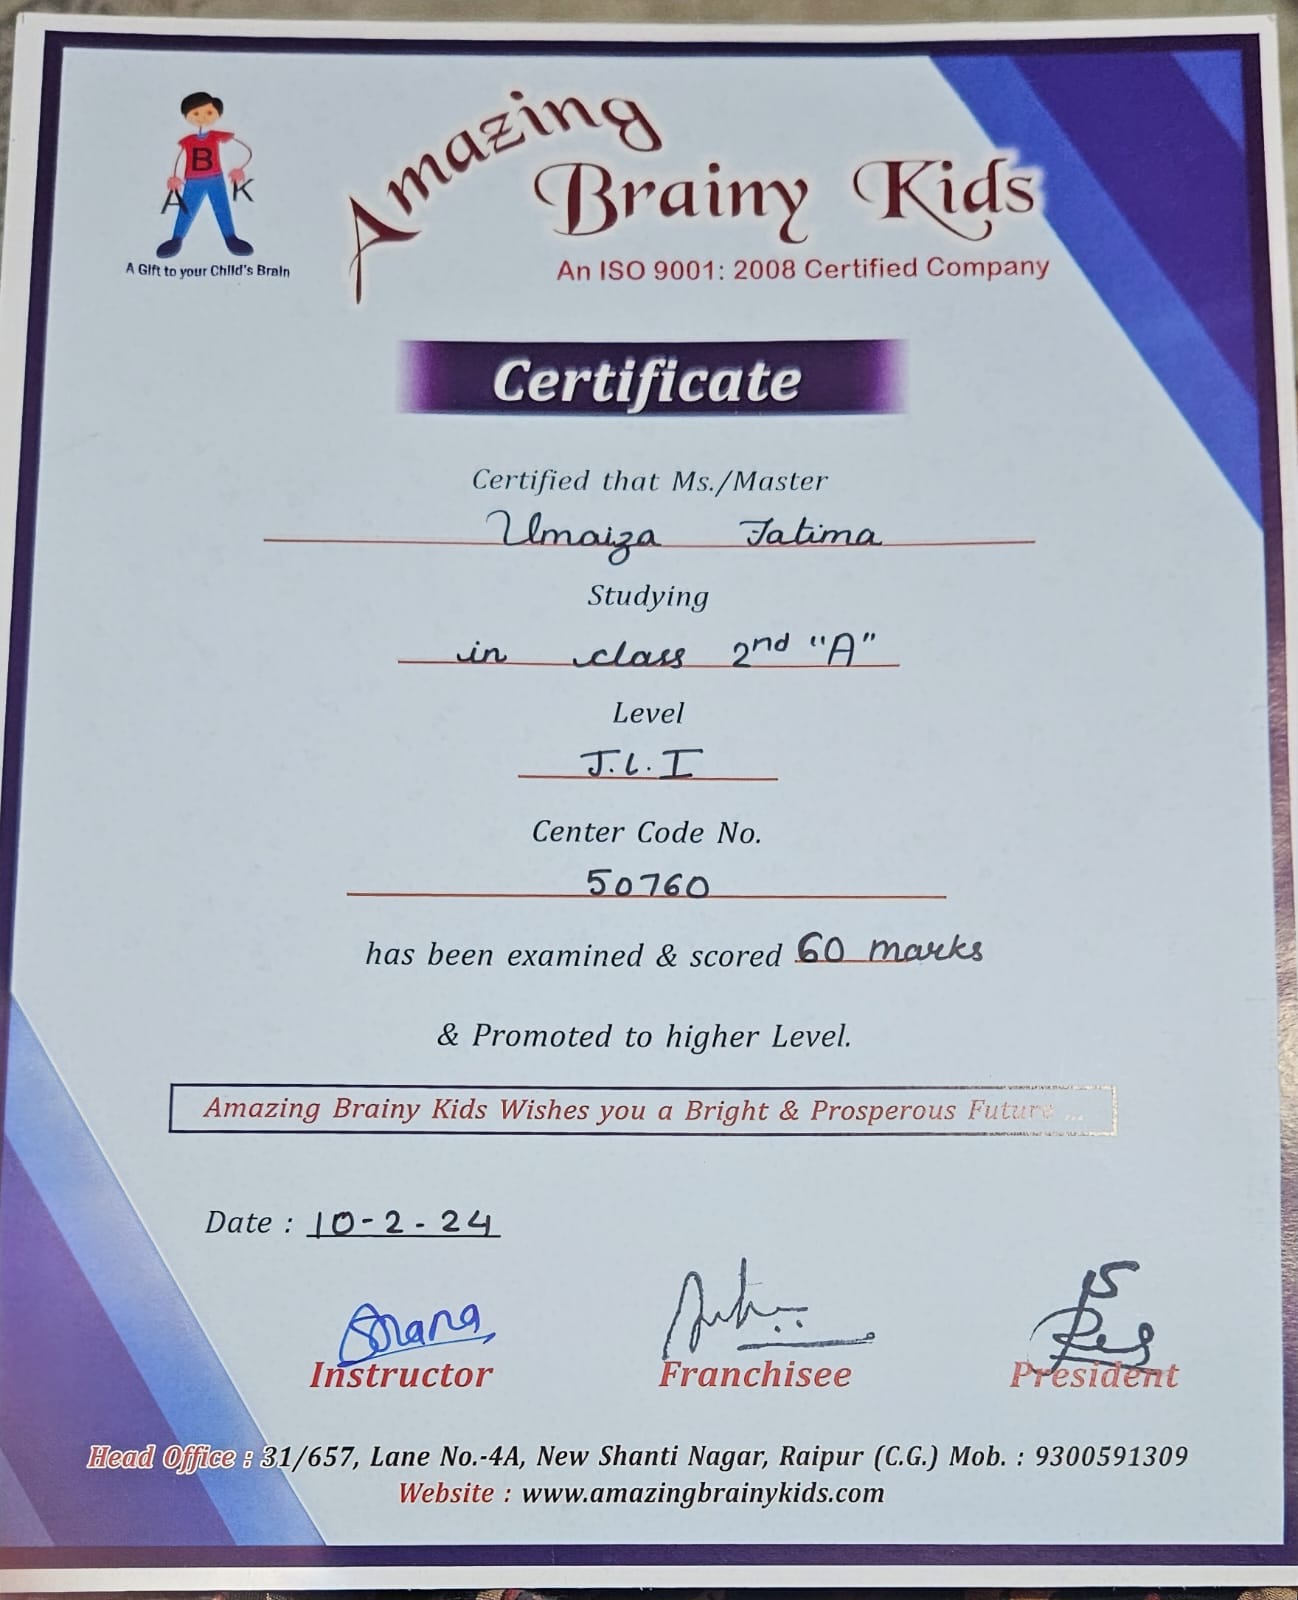 B
A K
A Gift to your Child's Brain
Amazing
Brainy Kids
An ISO 9001: 2008 Certified Company
Certificate
Certified that Ms./Master
Umaiza Fatima
Studying
in class 2nd "A"
Level
J.L.I
Center Code No.
50760
has been examined & scored 60 marks
& Promoted to higher Level.
Amazing Brainy Kids Wishes you a Bright & Prosperous Future ...
Date : 10-2-24
Instructor Franchisee President
Head Office : 31/657, Lane No.-4A, New Shanti Nagar, Raipur (C.G.) Mob. : 9300591309
Website : www.amazingbrainykids.com